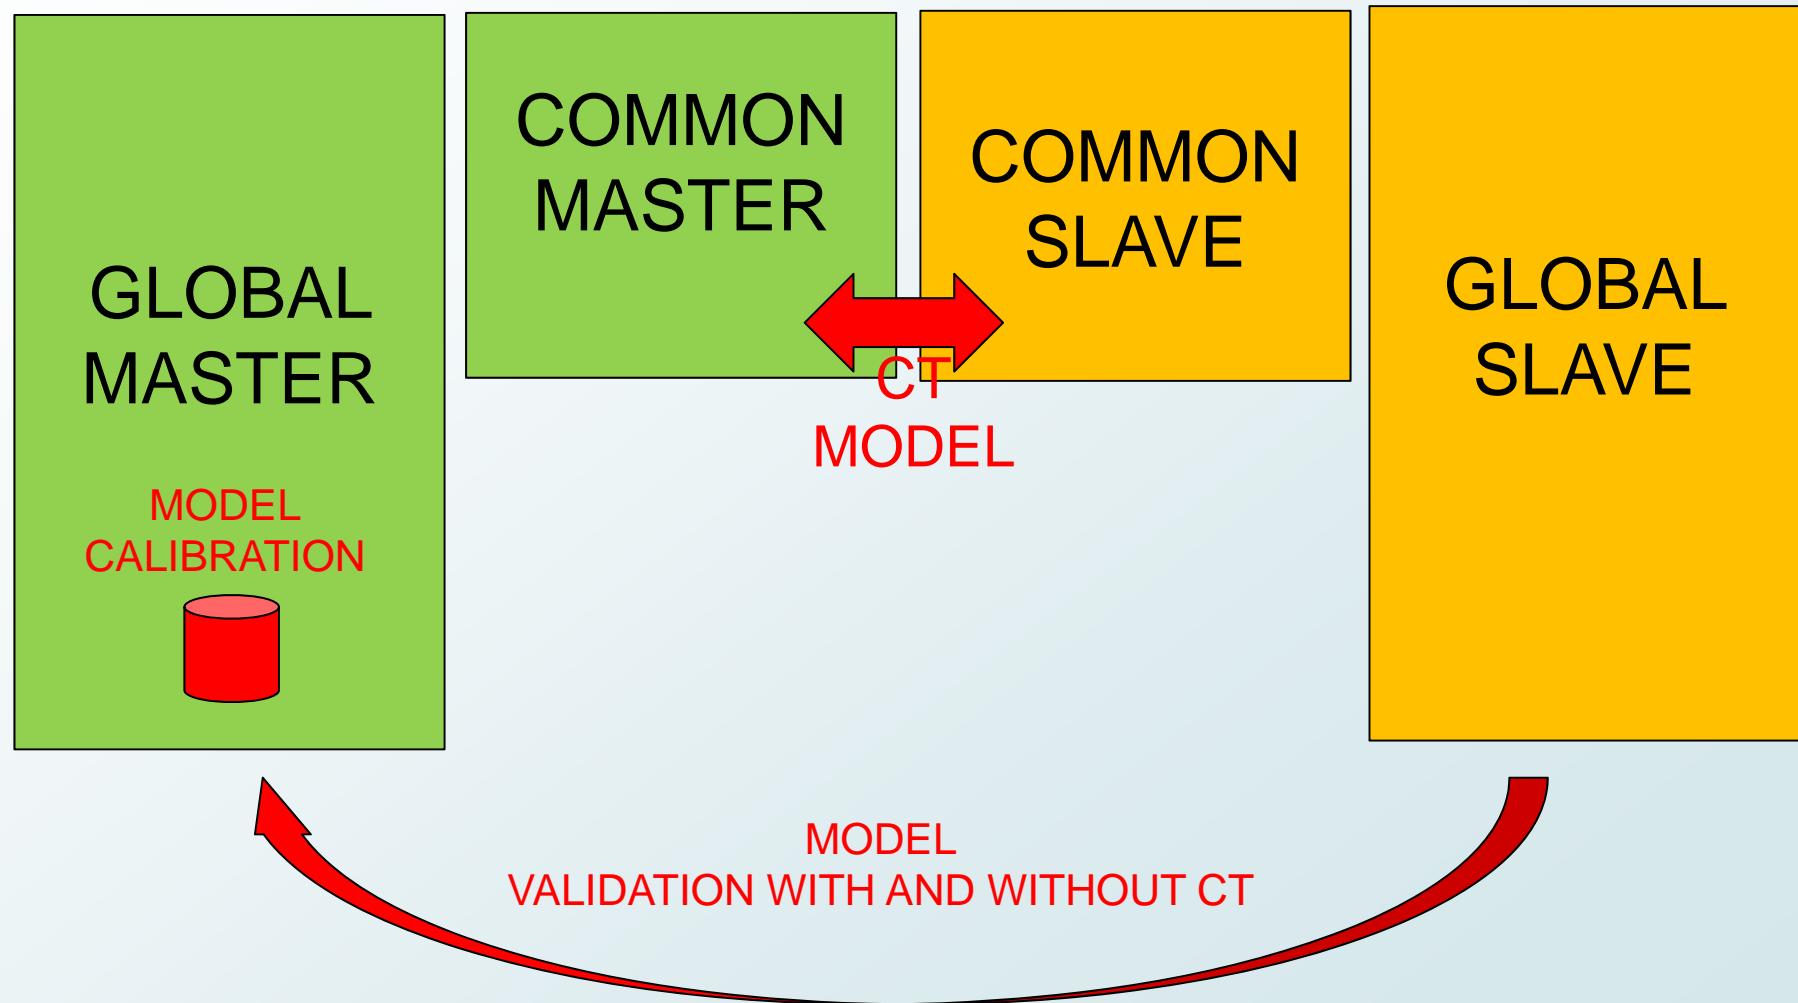 GLOBAL
MASTER
MODEL
CALIBRATION
COMMON
MASTER
COMMON
SLAVE
CT
MODEL
GLOBAL
SLAVE
MODEL
VALIDATION WITH AND WITHOUT CT